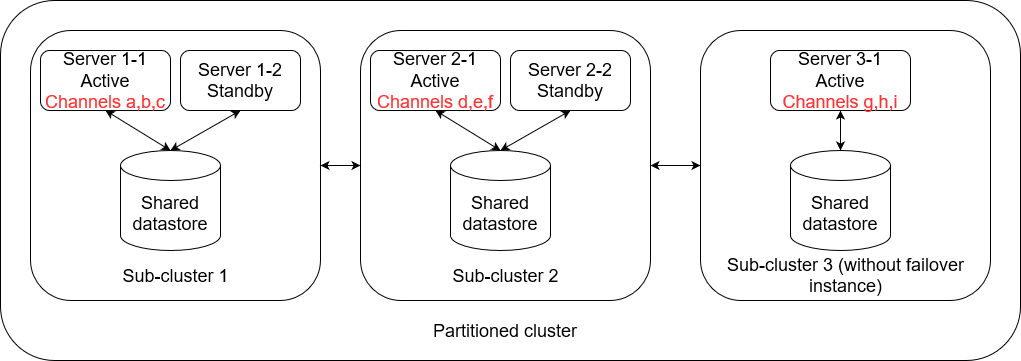 Server 1-1
Active
Channels a,b,c
Server 1-2
Standby
Shared
datastore
Sub-cluster 1
Server 2-1
Active
Channels d,e,f
Server 2-2
Standby
Shared
datastore
Sub-cluster 2
Server 3-1
Active
Channels g,h,i
Shared
datastore
Sub-cluster 3 (without failover
instance)
Partitioned cluster